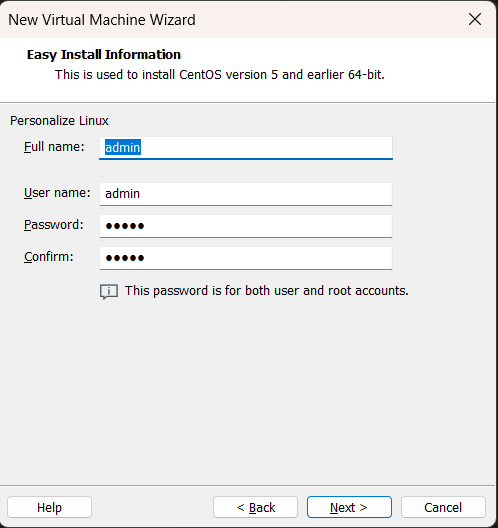 New Virtual Machine Wizard
Easy Install Information
This is used to install CentOS version 5 and earlier 64-bit.
Personalize Linux
Full name: admin
User name: admin
Password: ●●●●●
Confirm: ●●●●●
This password is for both user and root accounts.
Help < Back Next > Cancel